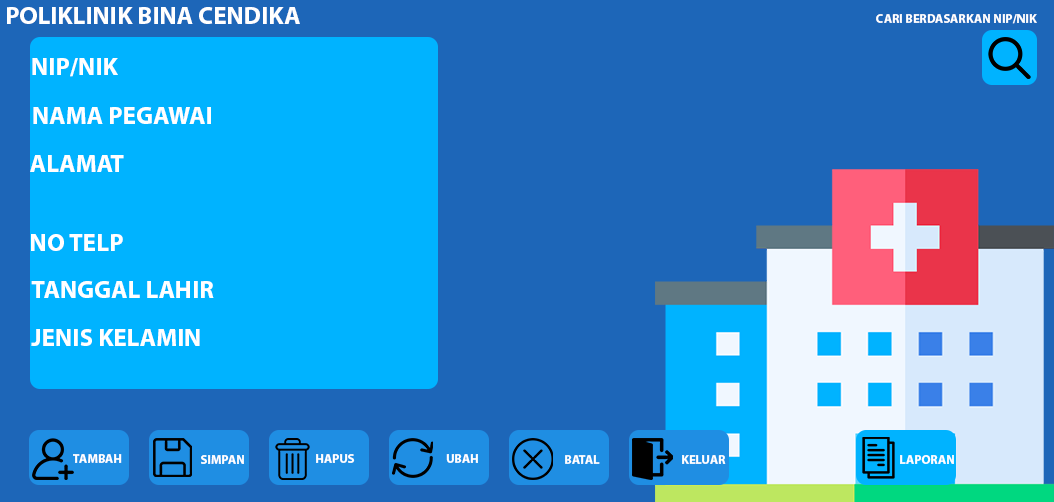 POLIKLINIK BINA CENDIKA
CARI BERDASARKAN NIP/NIK
NIP/NIK
NAMA PEGAWAI
ALAMAT
NO TELP
TANGGAL LAHIR
JENIS KELAMIN
TAMBAH
SIMPAN
HAPUS
UBAH
BATAL
KELUAR
LAPORAN